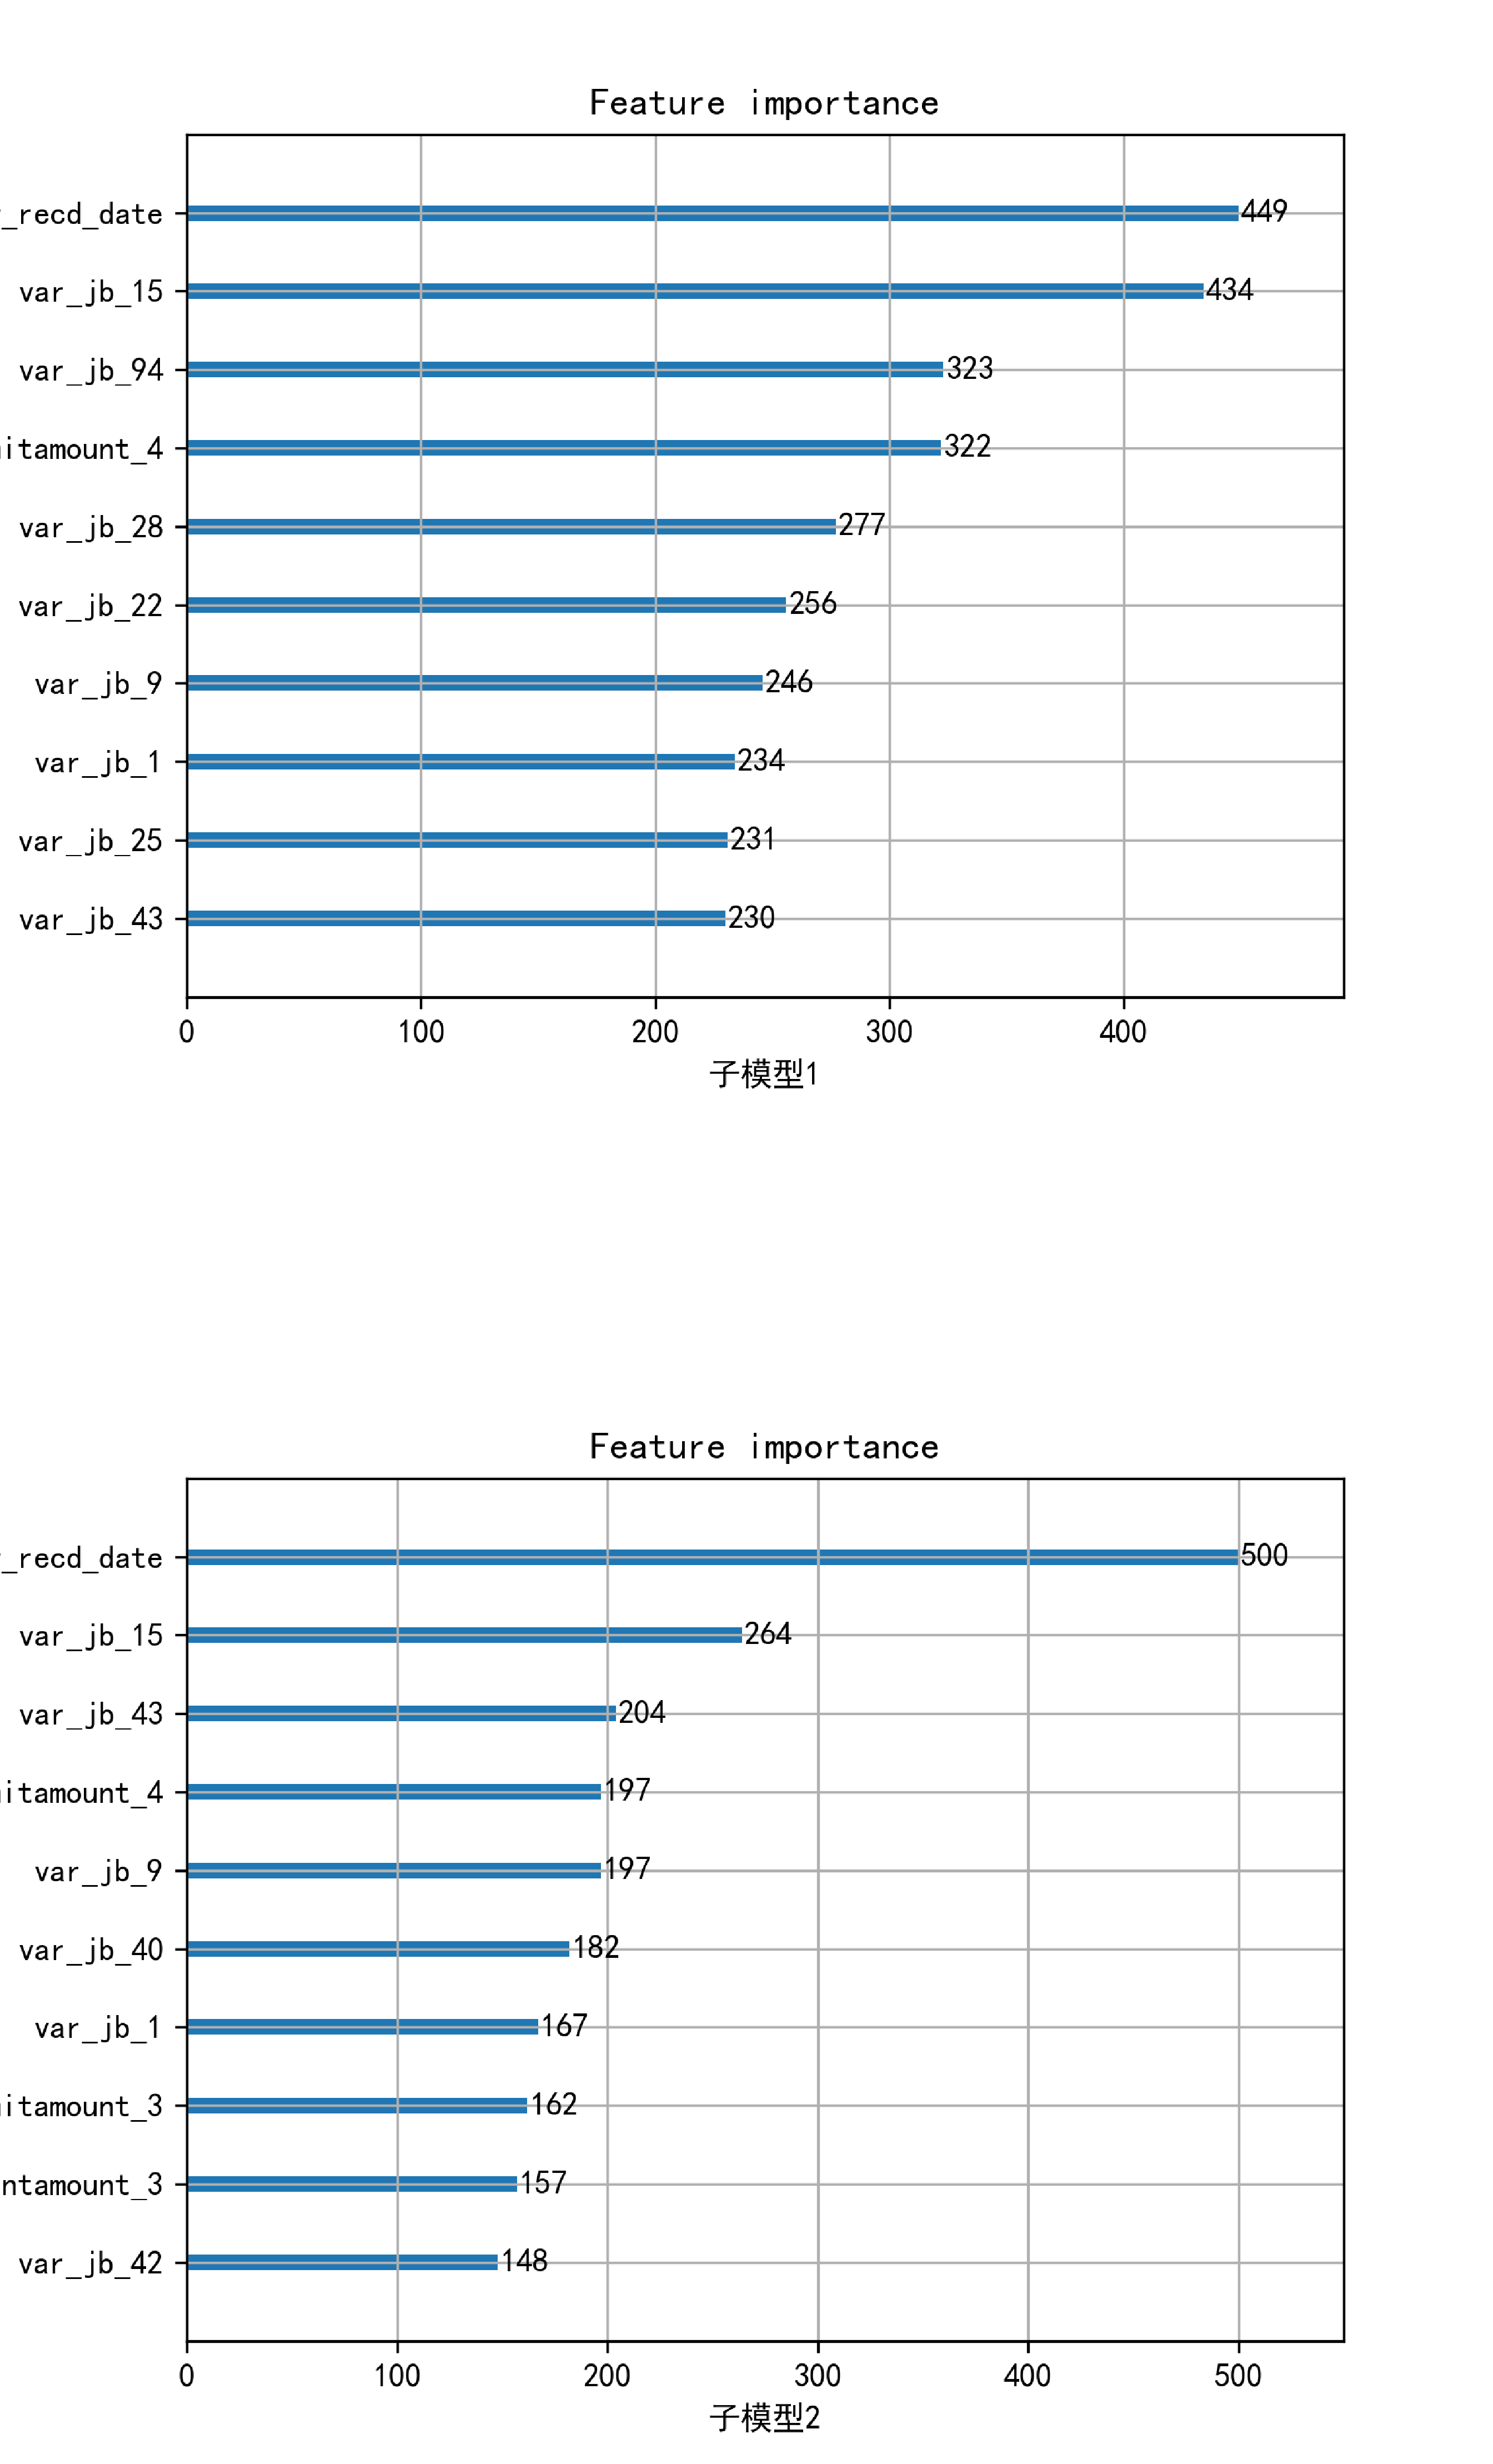 Feature importance
_recd_date
449
var_jb_15
434
var_jb_94
323
itamount_4
322
var_jb_28
277
var_jb_22
256
var_jb_9
246
var_jb_1
234
var_jb_25
231
var_jb_43
230
0 100 200 300 400
子模型1
Feature importance
_recd_date
500
var_jb_15
264
var_jb_43
204
itamount_4
197
var_jb_9
197
var_jb_40
182
var_jb_1
167
itamount_3
162
ntamount_3
157
var_jb_42
148
0 100 200 300 400 500
子模型2